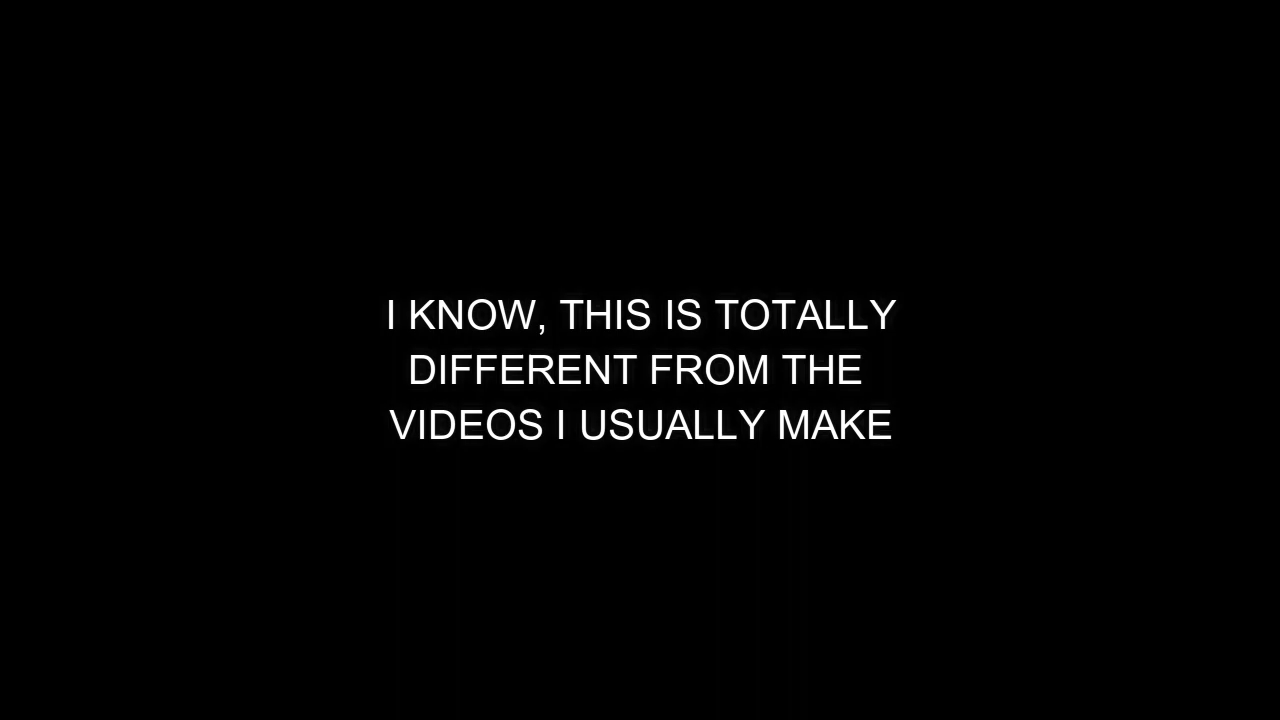 I KNOW, THIS IS TOTALLY
DIFFERENT FROM THE
VIDEOS I USUALLY MAKE